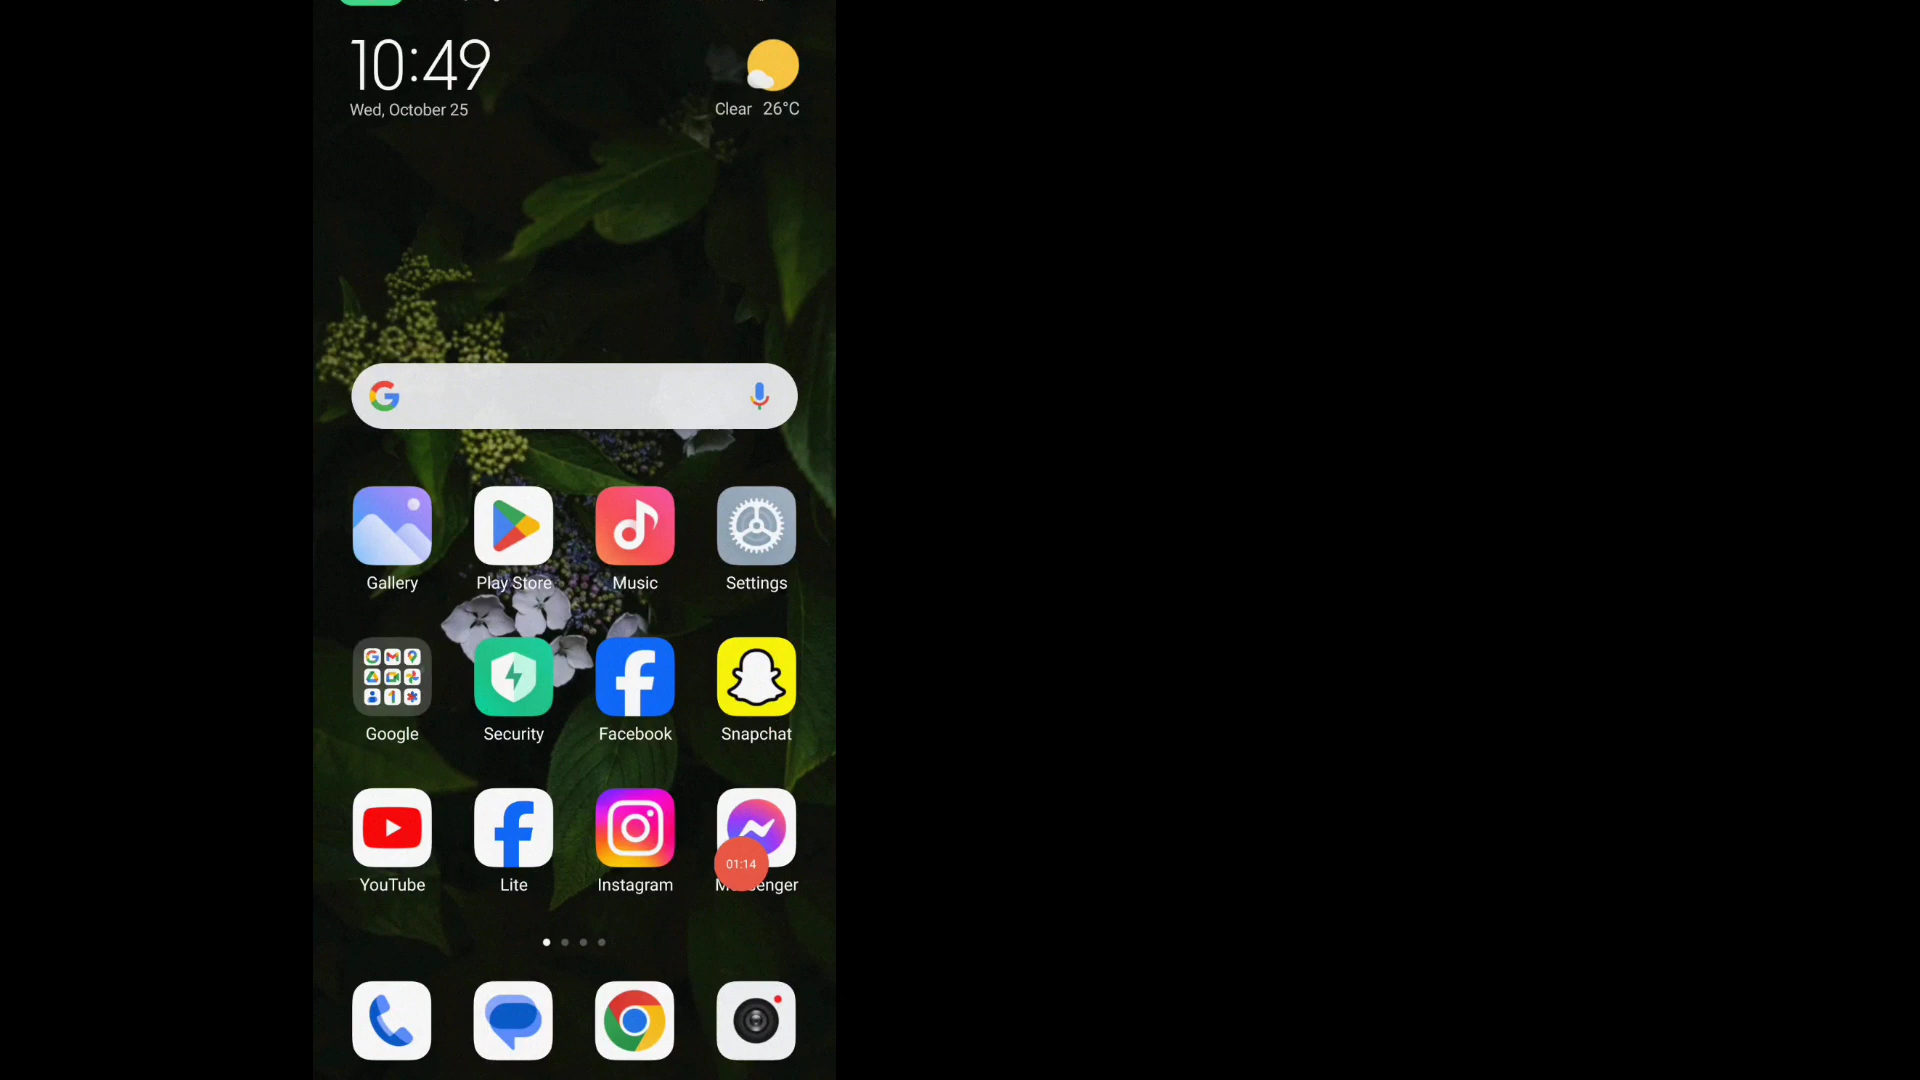 10:49
Wed, October 25
Clear 26°C
Gallery
Play Store
Music
Settings
Google
Security
Facebook
Snapchat
YouTube
Lite
Instagram
01:14